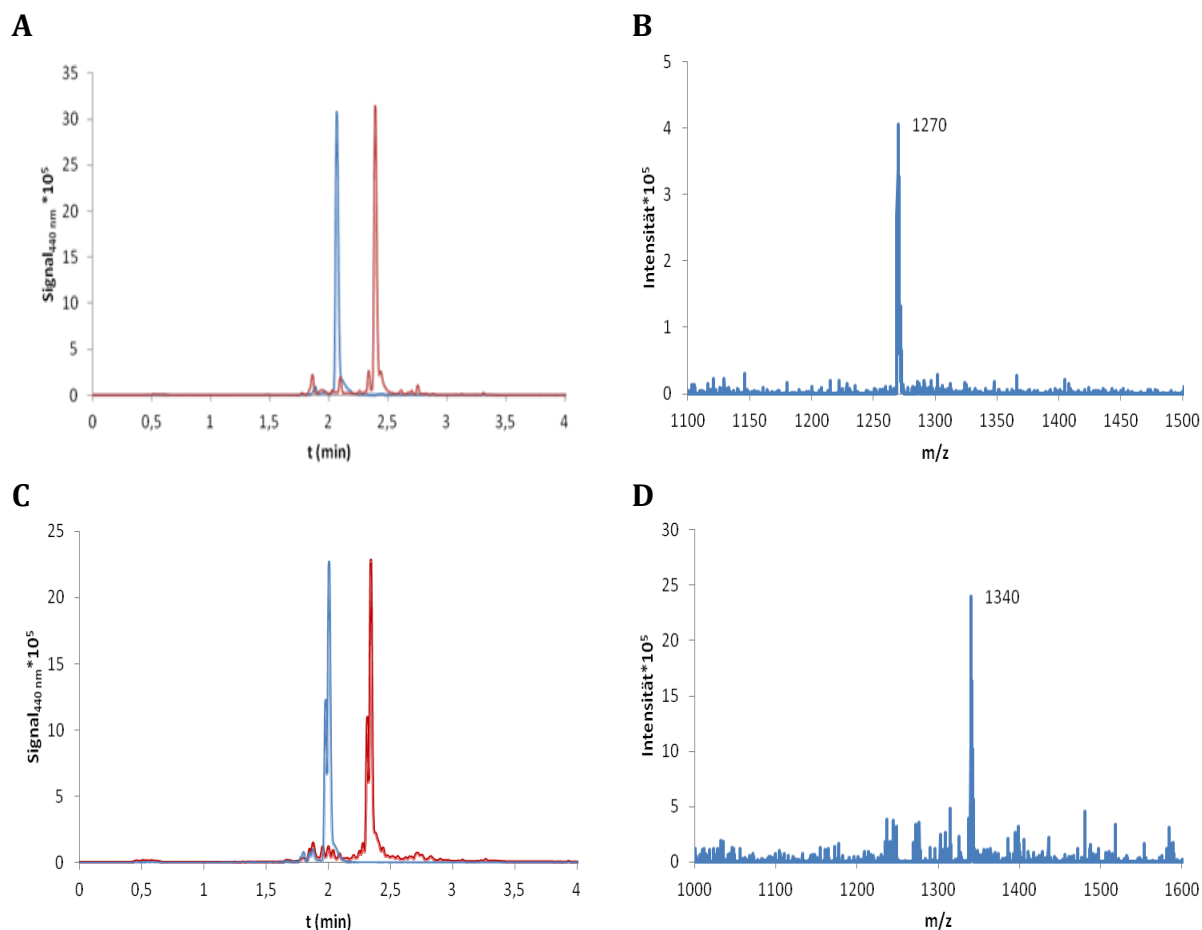 A
Signal440 nm *10⁵
35
30
25
20
15
10
5
0
0 0,5 1 1,5 2 2,5 3 3,5 4
t (min)
B
Intensität*10⁵
5
4
3
2
1
0
1270
1100 1150 1200 1250 1300 1350 1400 1450 1500
m/z
C
Signal440 nm*10⁵
25
20
15
10
5
0
0 0,5 1 1,5 2 2,5 3 3,5 4
t (min)
D
Intensität*10⁵
30
25
20
15
10
5
0
1340
1000 1100 1200 1300 1400 1500 1600
m/z